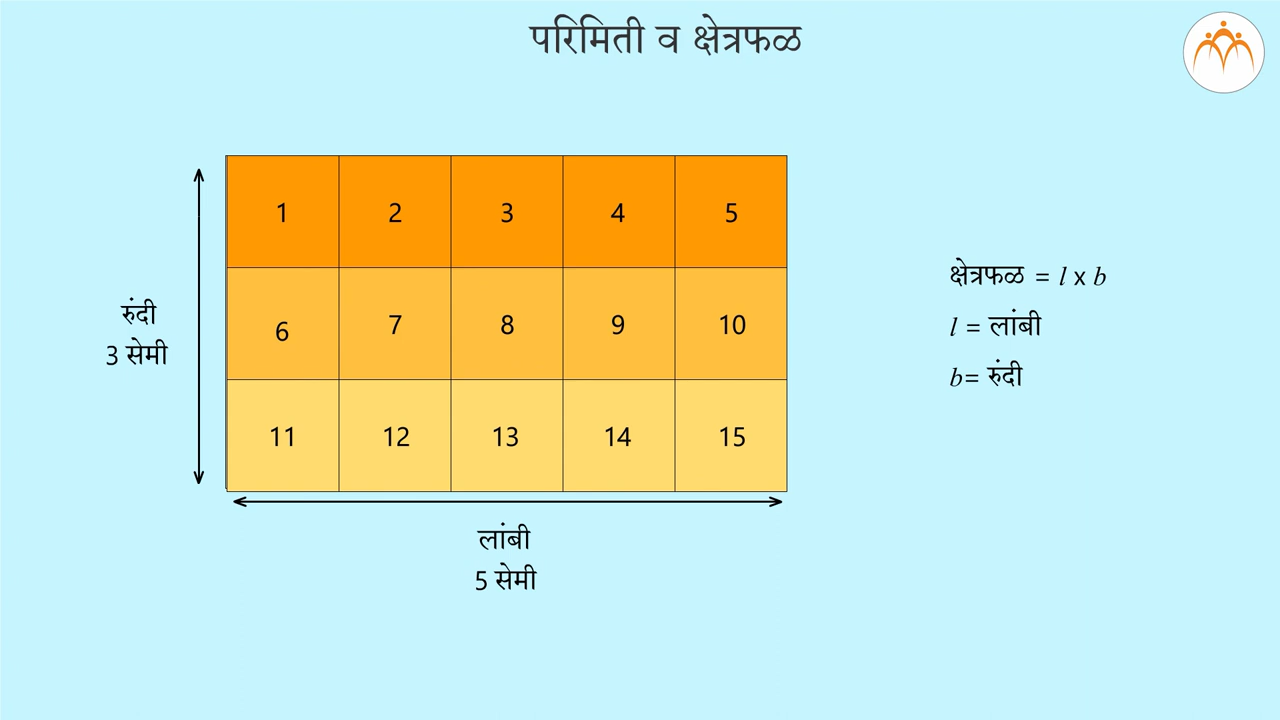 परिमिती व क्षेत्रफळ
1 2 3 4 5
6 7 8 9 10
11 12 13 14 15
रुंदी
3 सेमी
लांबी
5 सेमी
क्षेत्रफळ = l x b
l = लांबी
b= रुंदी